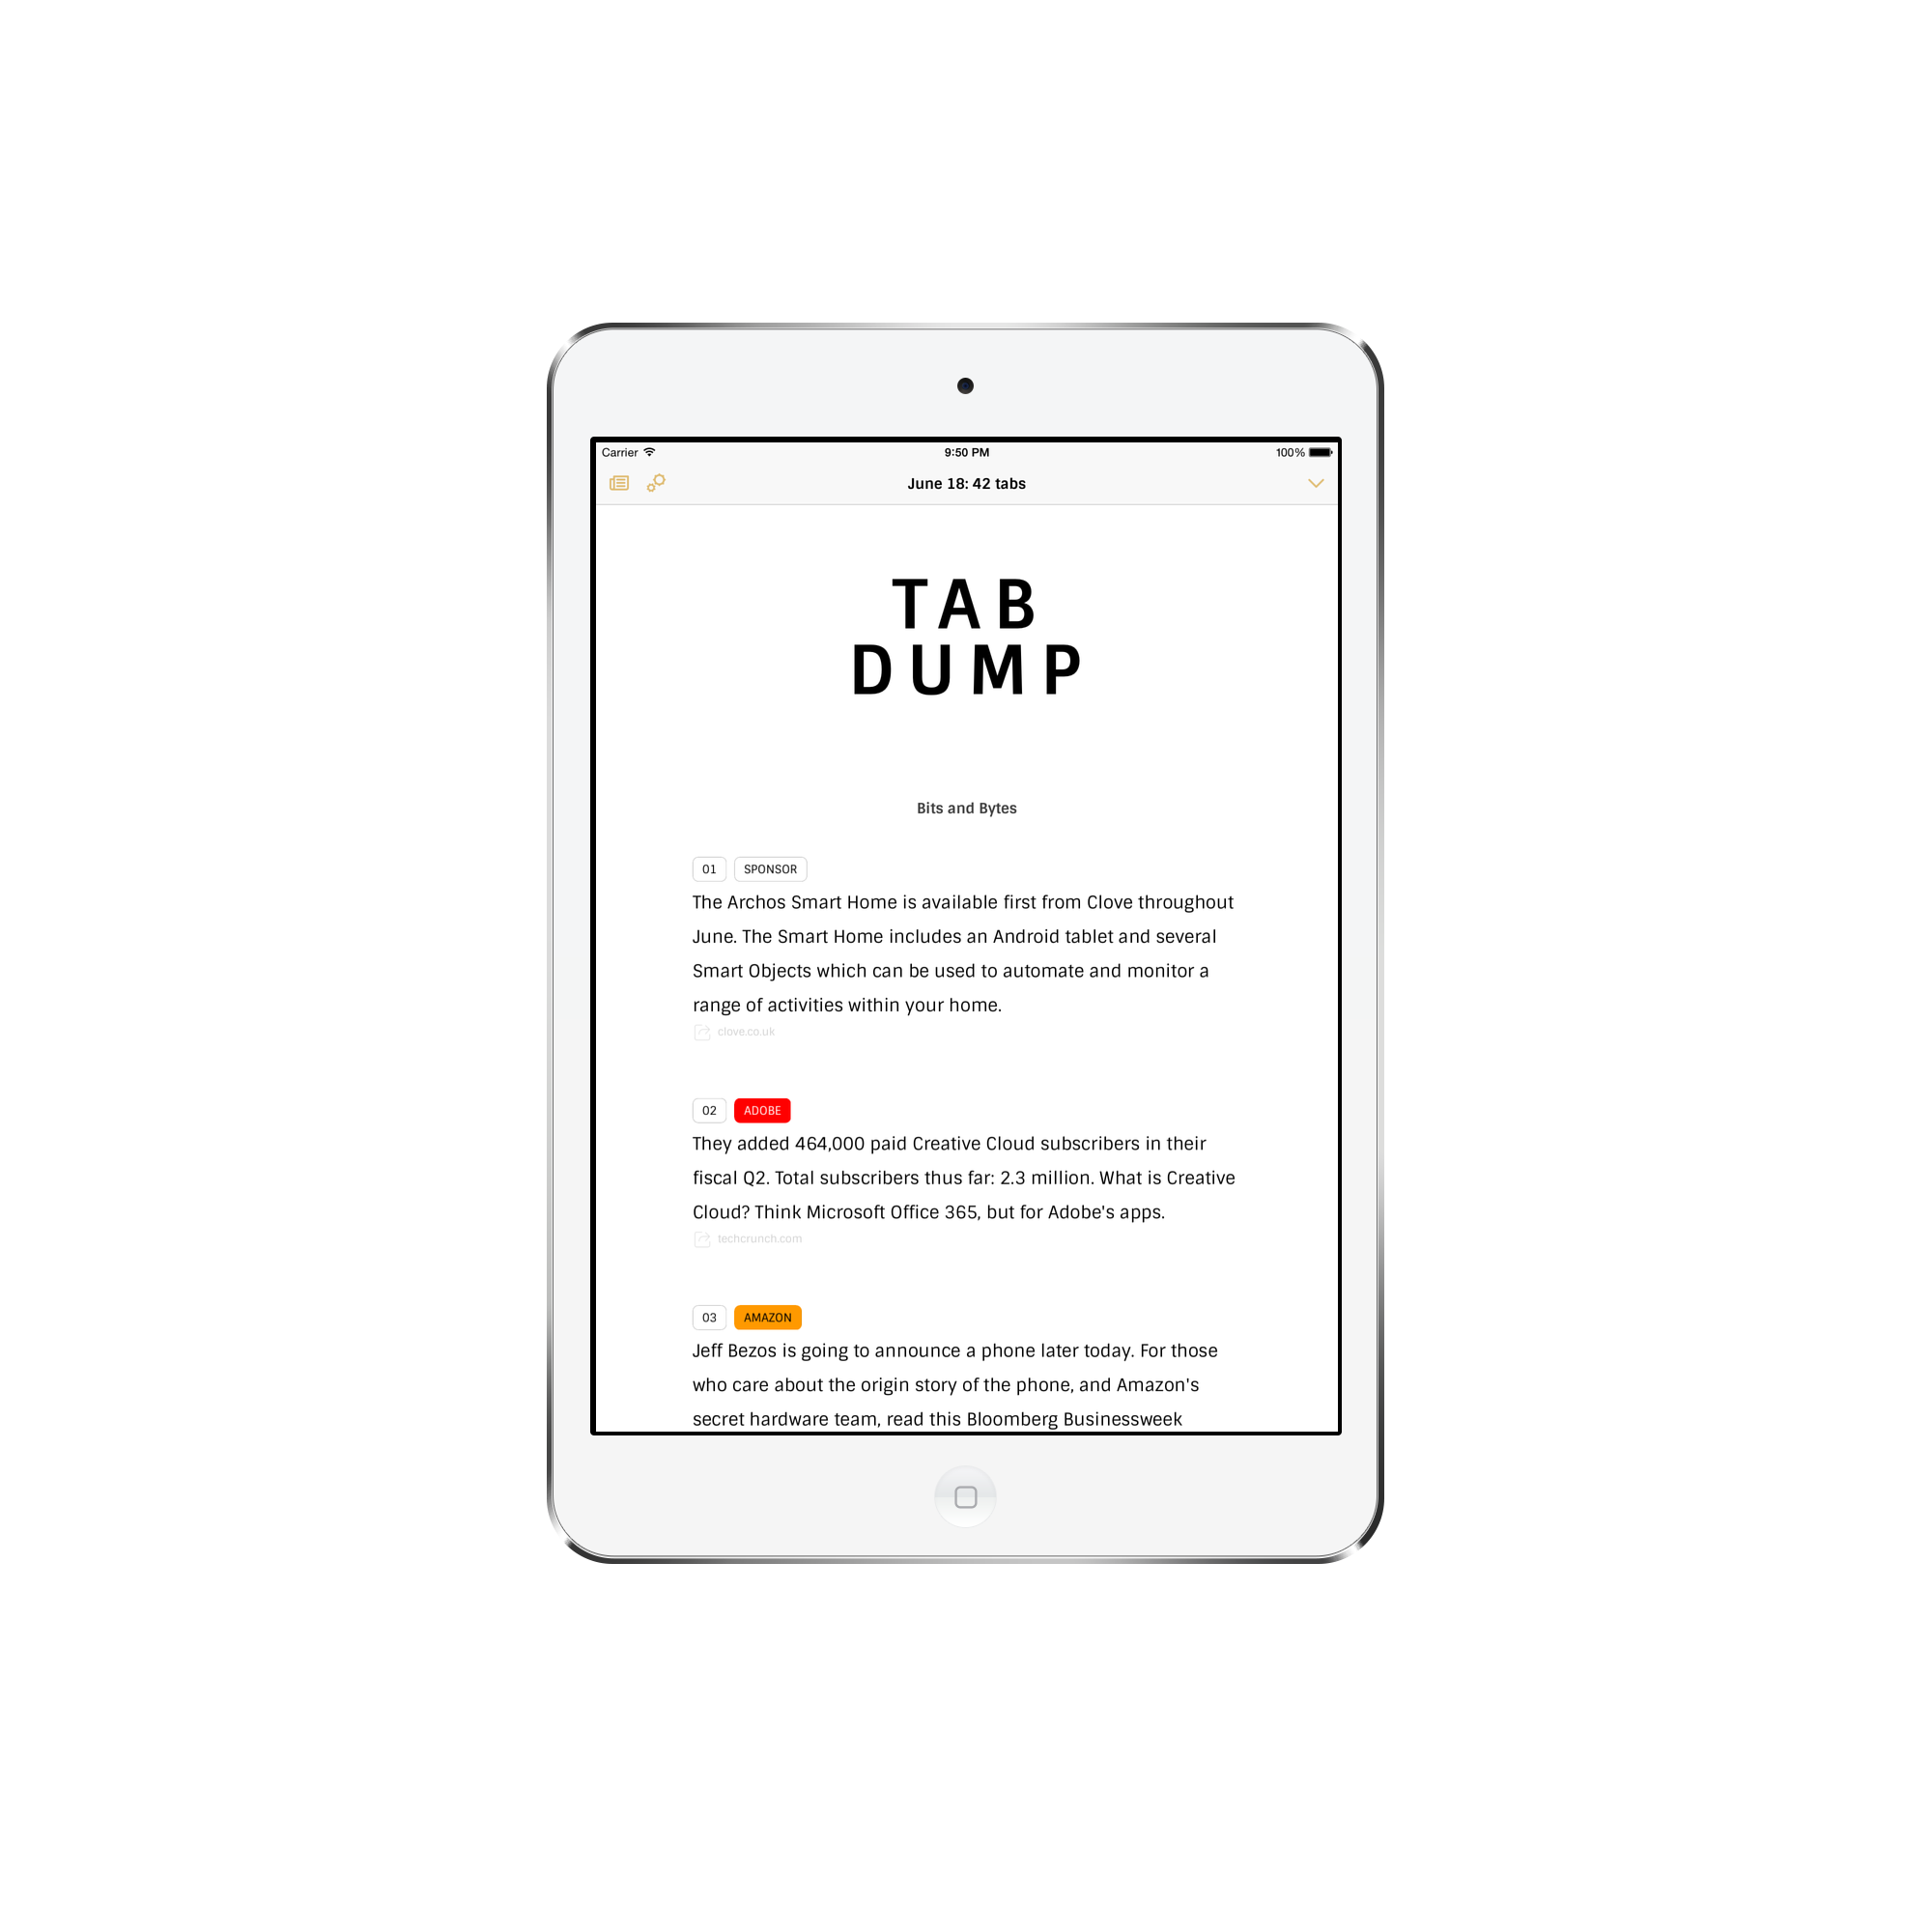 Carrier 9:50 PM 100%
June 18: 42 tabs
TAB
DUMP
Bits and Bytes
01 SPONSOR
The Archos Smart Home is available first from Clove throughout
June. The Smart Home includes an Android tablet and several
Smart Objects which can be used to automate and monitor a
range of activities within your home.
clove.co.uk
02 ADOBE
They added 464,000 paid Creative Cloud subscribers in their
fiscal Q2. Total subscribers thus far: 2.3 million. What is Creative
Cloud? Think Microsoft Office 365, but for Adobe's apps.
techcrunch.com
03 AMAZON
Jeff Bezos is going to announce a phone later today. For those
who care about the origin story of the phone, and Amazon's
secret hardware team, read this Bloomberg Businessweek